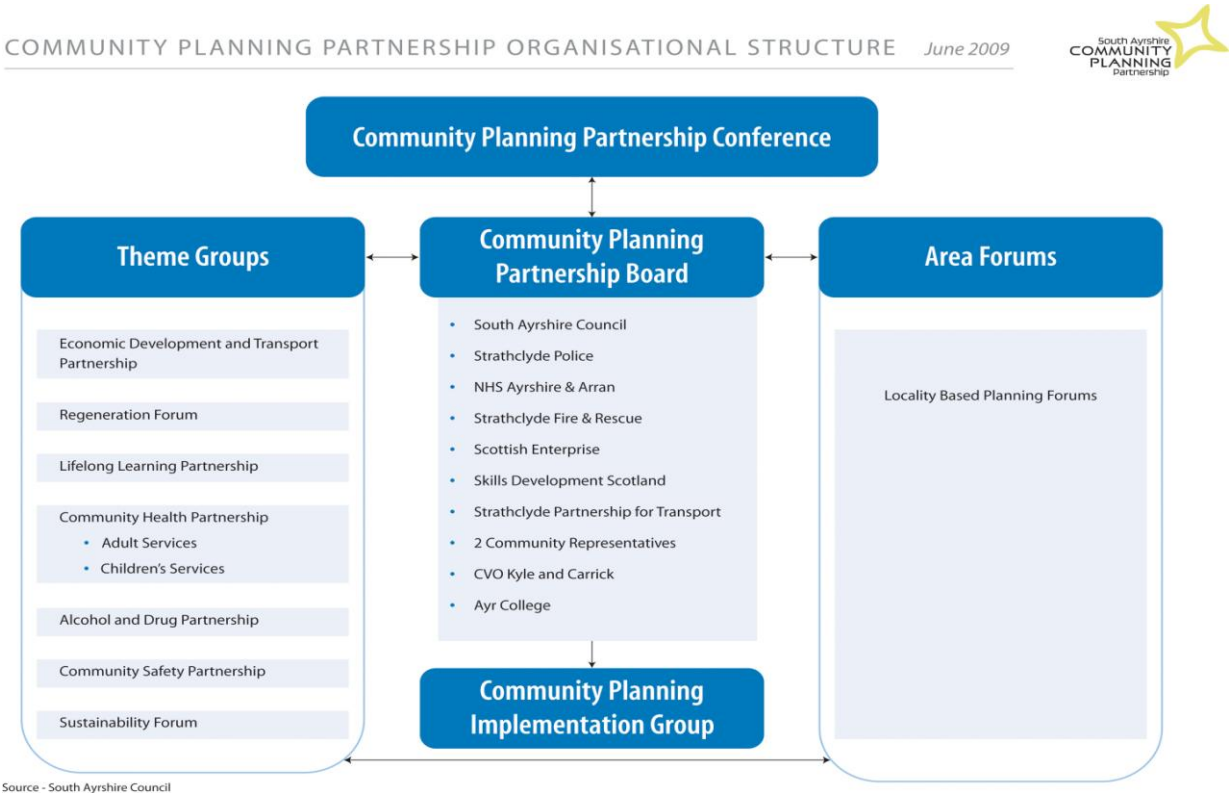 COMMUNITY PLANNING PARTNERSHIP ORGANISATIONAL STRUCTURE June 2009
South Ayrshire
COMMUNITY
PLANNING
Partnership
Community Planning Partnership Conference
Theme Groups
Economic Development and Transport
Partnership
Regeneration Forum
Lifelong Learning Partnership
Community Health Partnership
• Adult Services
• Children's Services
Alcohol and Drug Partnership
Community Safety Partnership
Sustainability Forum
Community Planning
Partnership Board
• South Ayrshire Council
• Strathclyde Police
• NHS Ayrshire & Arran
• Strathclyde Fire & Rescue
• Scottish Enterprise
• Skills Development Scotland
• Strathclyde Partnership for Transport
• 2 Community Representatives
• CVO Kyle and Carrick
• Ayr College
Community Planning
Implementation Group
Area Forums
Locality Based Planning Forums
Source - South Ayrshire Council